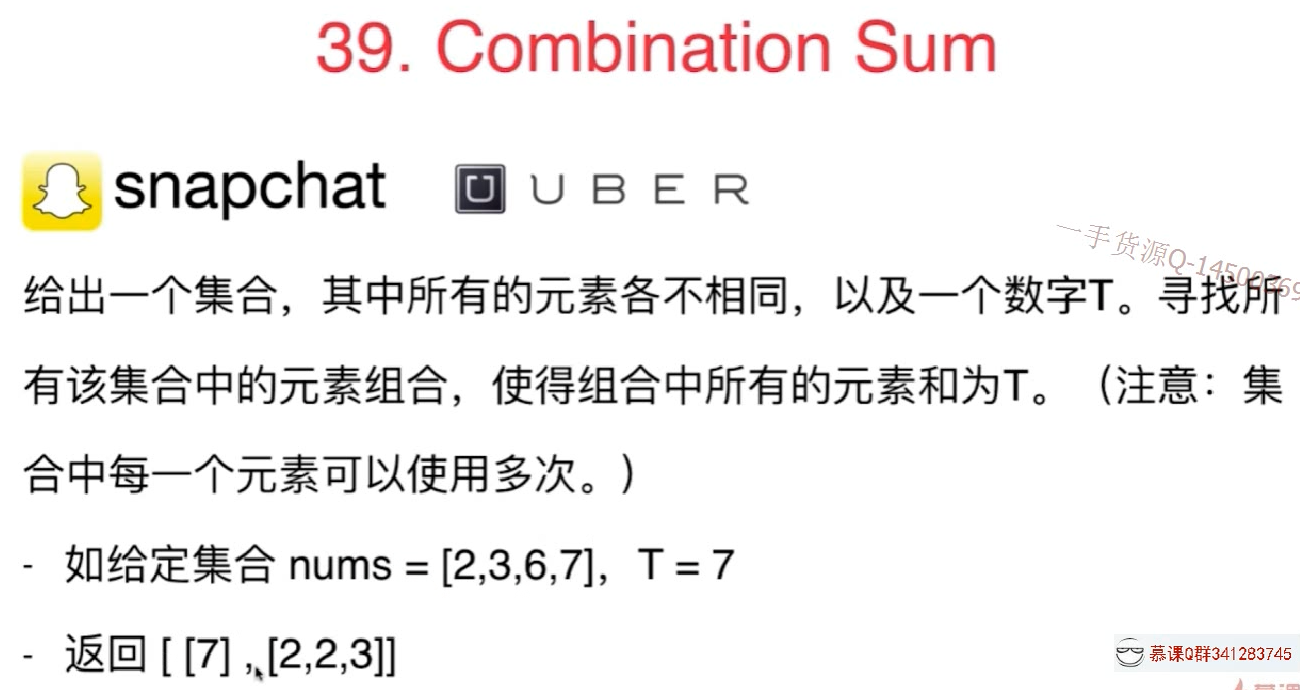 39. Combination Sum
snapchat UBER
一手货源Q-14500369
给出一个集合，其中所有的元素各不相同，以及一个数字T。寻找所
有该集合中的元素组合，使得组合中所有的元素和为T。（注意：集
合中每一个元素可以使用多次。）
- 如给定集合 nums = [2,3,6,7]，T = 7
- 返回 [ [7] , [2,2,3]]
慕课Q群341283745